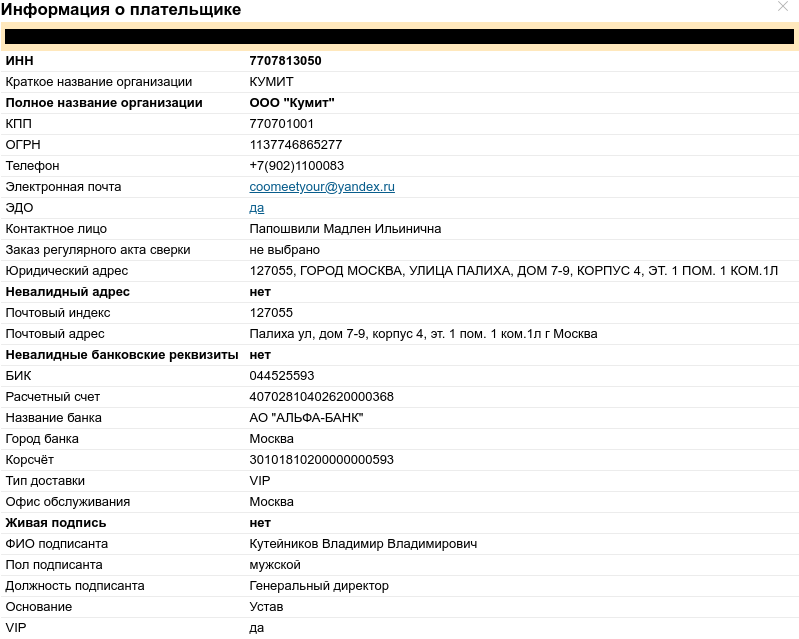 Информация о плательщике
ИНН 7707813050
Краткое название организации КУМИТ
Полное название организации ООО "Кумит"
КПП 770701001
ОГРН 1137746865277
Телефон +7(902)1100083
Электронная почта coomeetyour@yandex.ru
ЭДО да
Контактное лицо Папошвили Мадлен Ильинична
Заказ регулярного акта сверки не выбрано
Юридический адрес 127055, ГОРОД МОСКВА, УЛИЦА ПАЛИХА, ДОМ 7-9, КОРПУС 4, ЭТ. 1 ПОМ. 1 КОМ.1Л
Невалидный адрес нет
Почтовый индекс 127055
Почтовый адрес Палиха ул, дом 7-9, корпус 4, эт. 1 пом. 1 ком.1л г Москва
Невалидные банковские реквизиты нет
БИК 044525593
Расчетный счет 40702810402620000368
Название банка АО "АЛЬФА-БАНК"
Город банка Москва
Корсчёт 30101810200000000593
Тип доставки VIP
Офис обслуживания Москва
Живая подпись нет
ФИО подписанта Кутейников Владимир Владимирович
Пол подписанта мужской
Должность подписанта Генеральный директор
Основание Устав
VIP да